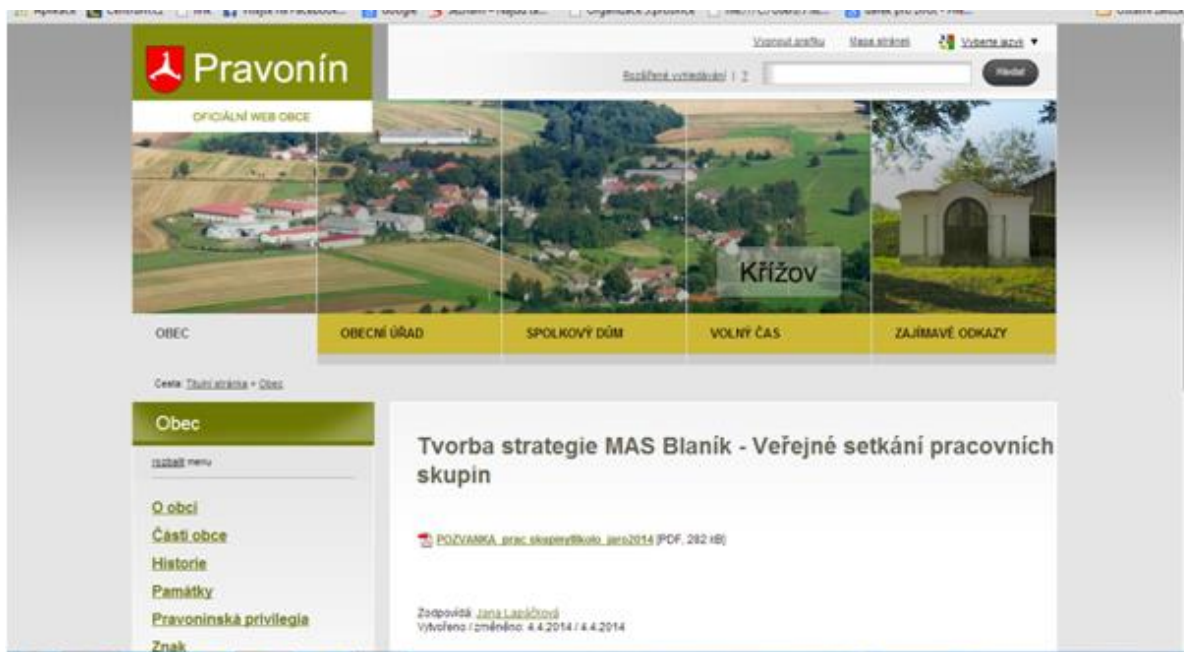 Pravonín
OFICIÁLNÍ WEB OBCE
Vypnout grafiku
Mapa stránek
Vyberte jazyk ▼
Rozšířené vyhledávání | ?
Hledat
Křížov
OBEC
OBECNÍ ÚŘAD
SPOLKOVÝ DŮM
VOLNÝ ČAS
ZAJÍMAVÉ ODKAZY
Cesta: Titulní stránka > Obec
Obec
rozbalit menu
O obci
Části obce
Historie
Památky
Pravoninská privilegia
Znak
Tvorba strategie MAS Blaník - Veřejné setkání pracovních
skupin
[PDF, 282 kB]
Zodpovídá: Jana Lapáčková
Vytvořeno / změněno: 4.4.2014 / 4.4.2014